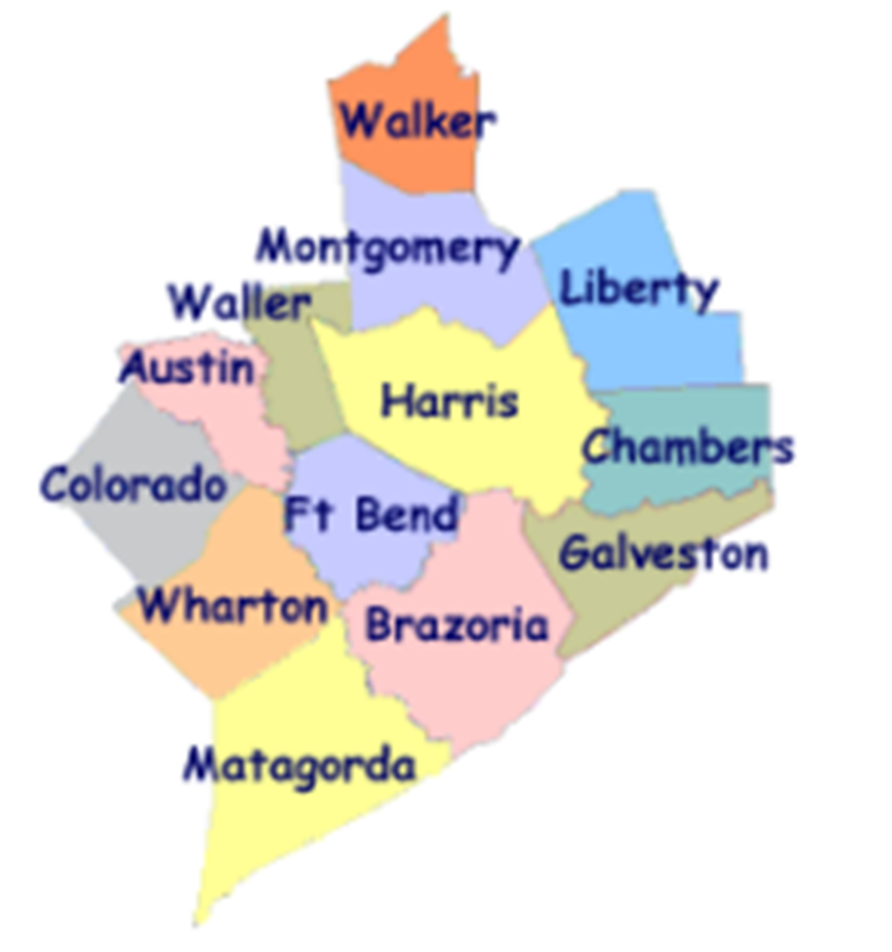 Walker
Montgomery
Liberty
Waller
Austin
Harris
Chambers
Colorado
Ft Bend
Galveston
Wharton
Brazoria
Matagorda